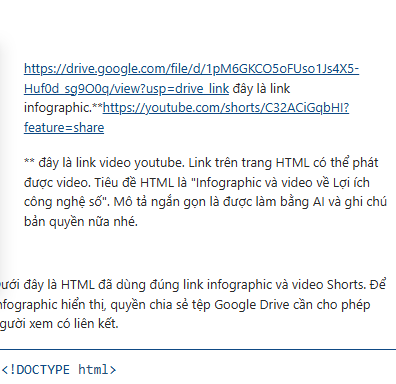 https://drive.google.com/file/d/1pM6GKCO5oFUso1Js4X5-
Huf0d_sg9O0q/view?usp=drive_link đây là link
infographic.**https://youtube.com/shorts/C32ACiGqbHI?
feature=share
** đây là link video youtube. Link trên trang HTML có thể phát
được video. Tiêu đề HTML là "Infographic và video về Lợi ích
công nghệ số". Mô tả ngắn gọn là được làm bằng AI và ghi chú
bản quyền nữa nhé.
ưới đây là HTML đã dùng đúng link infographic và video Shorts. Để
nfographic hiển thị, quyền chia sẻ tệp Google Drive cần cho phép
gười xem có liên kết.
<!DOCTYPE html>